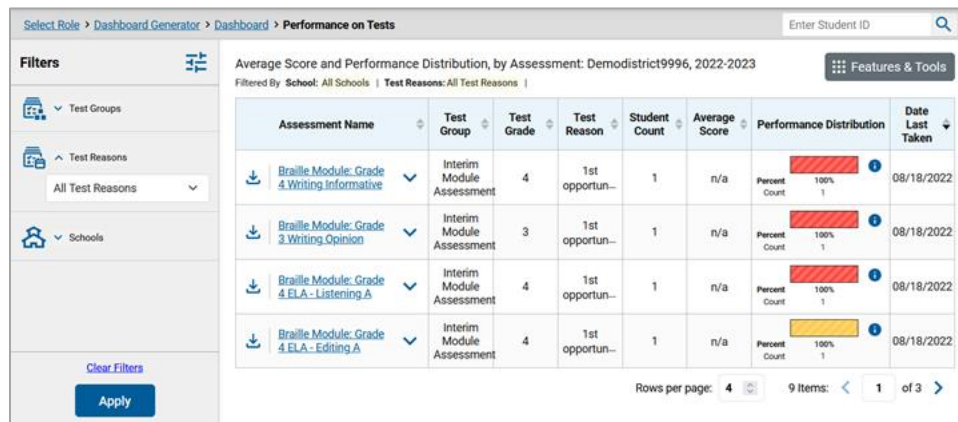 Select Role > Dashboard Generator > Dashboard > Performance on Tests
Enter Student ID
Filters
Test Groups
Test Reasons
All Test Reasons
Schools
Clear Filters
Apply
Average Score and Performance Distribution, by Assessment: Demodistrict9996, 2022-2023
Filtered By School: All Schools | Test Reasons: All Test Reasons |
Features & Tools
Assessment Name
Test Group
Test Grade
Test Reason
Student Count
Average Score
Performance Distribution
Date Last Taken
Braille Module: Grade
4 Writing Informative
Interim
Module
Assessment
4
1st
opportun...
1
n/a
Percent 100%
Count 1
08/18/2022
Braille Module: Grade
3 Writing Opinion
Interim
Module
Assessment
3
1st
opportun...
1
n/a
Percent 100%
Count 1
08/18/2022
Braille Module: Grade
4 ELA - Listening A
Interim
Module
Assessment
4
1st
opportun...
1
n/a
Percent 100%
Count 1
08/18/2022
Braille Module: Grade
4 ELA - Editing A
Interim
Module
Assessment
4
1st
opportun...
1
n/a
Percent 100%
Count 1
08/18/2022
Rows per page: 4 9 Items: < 1 of 3 >